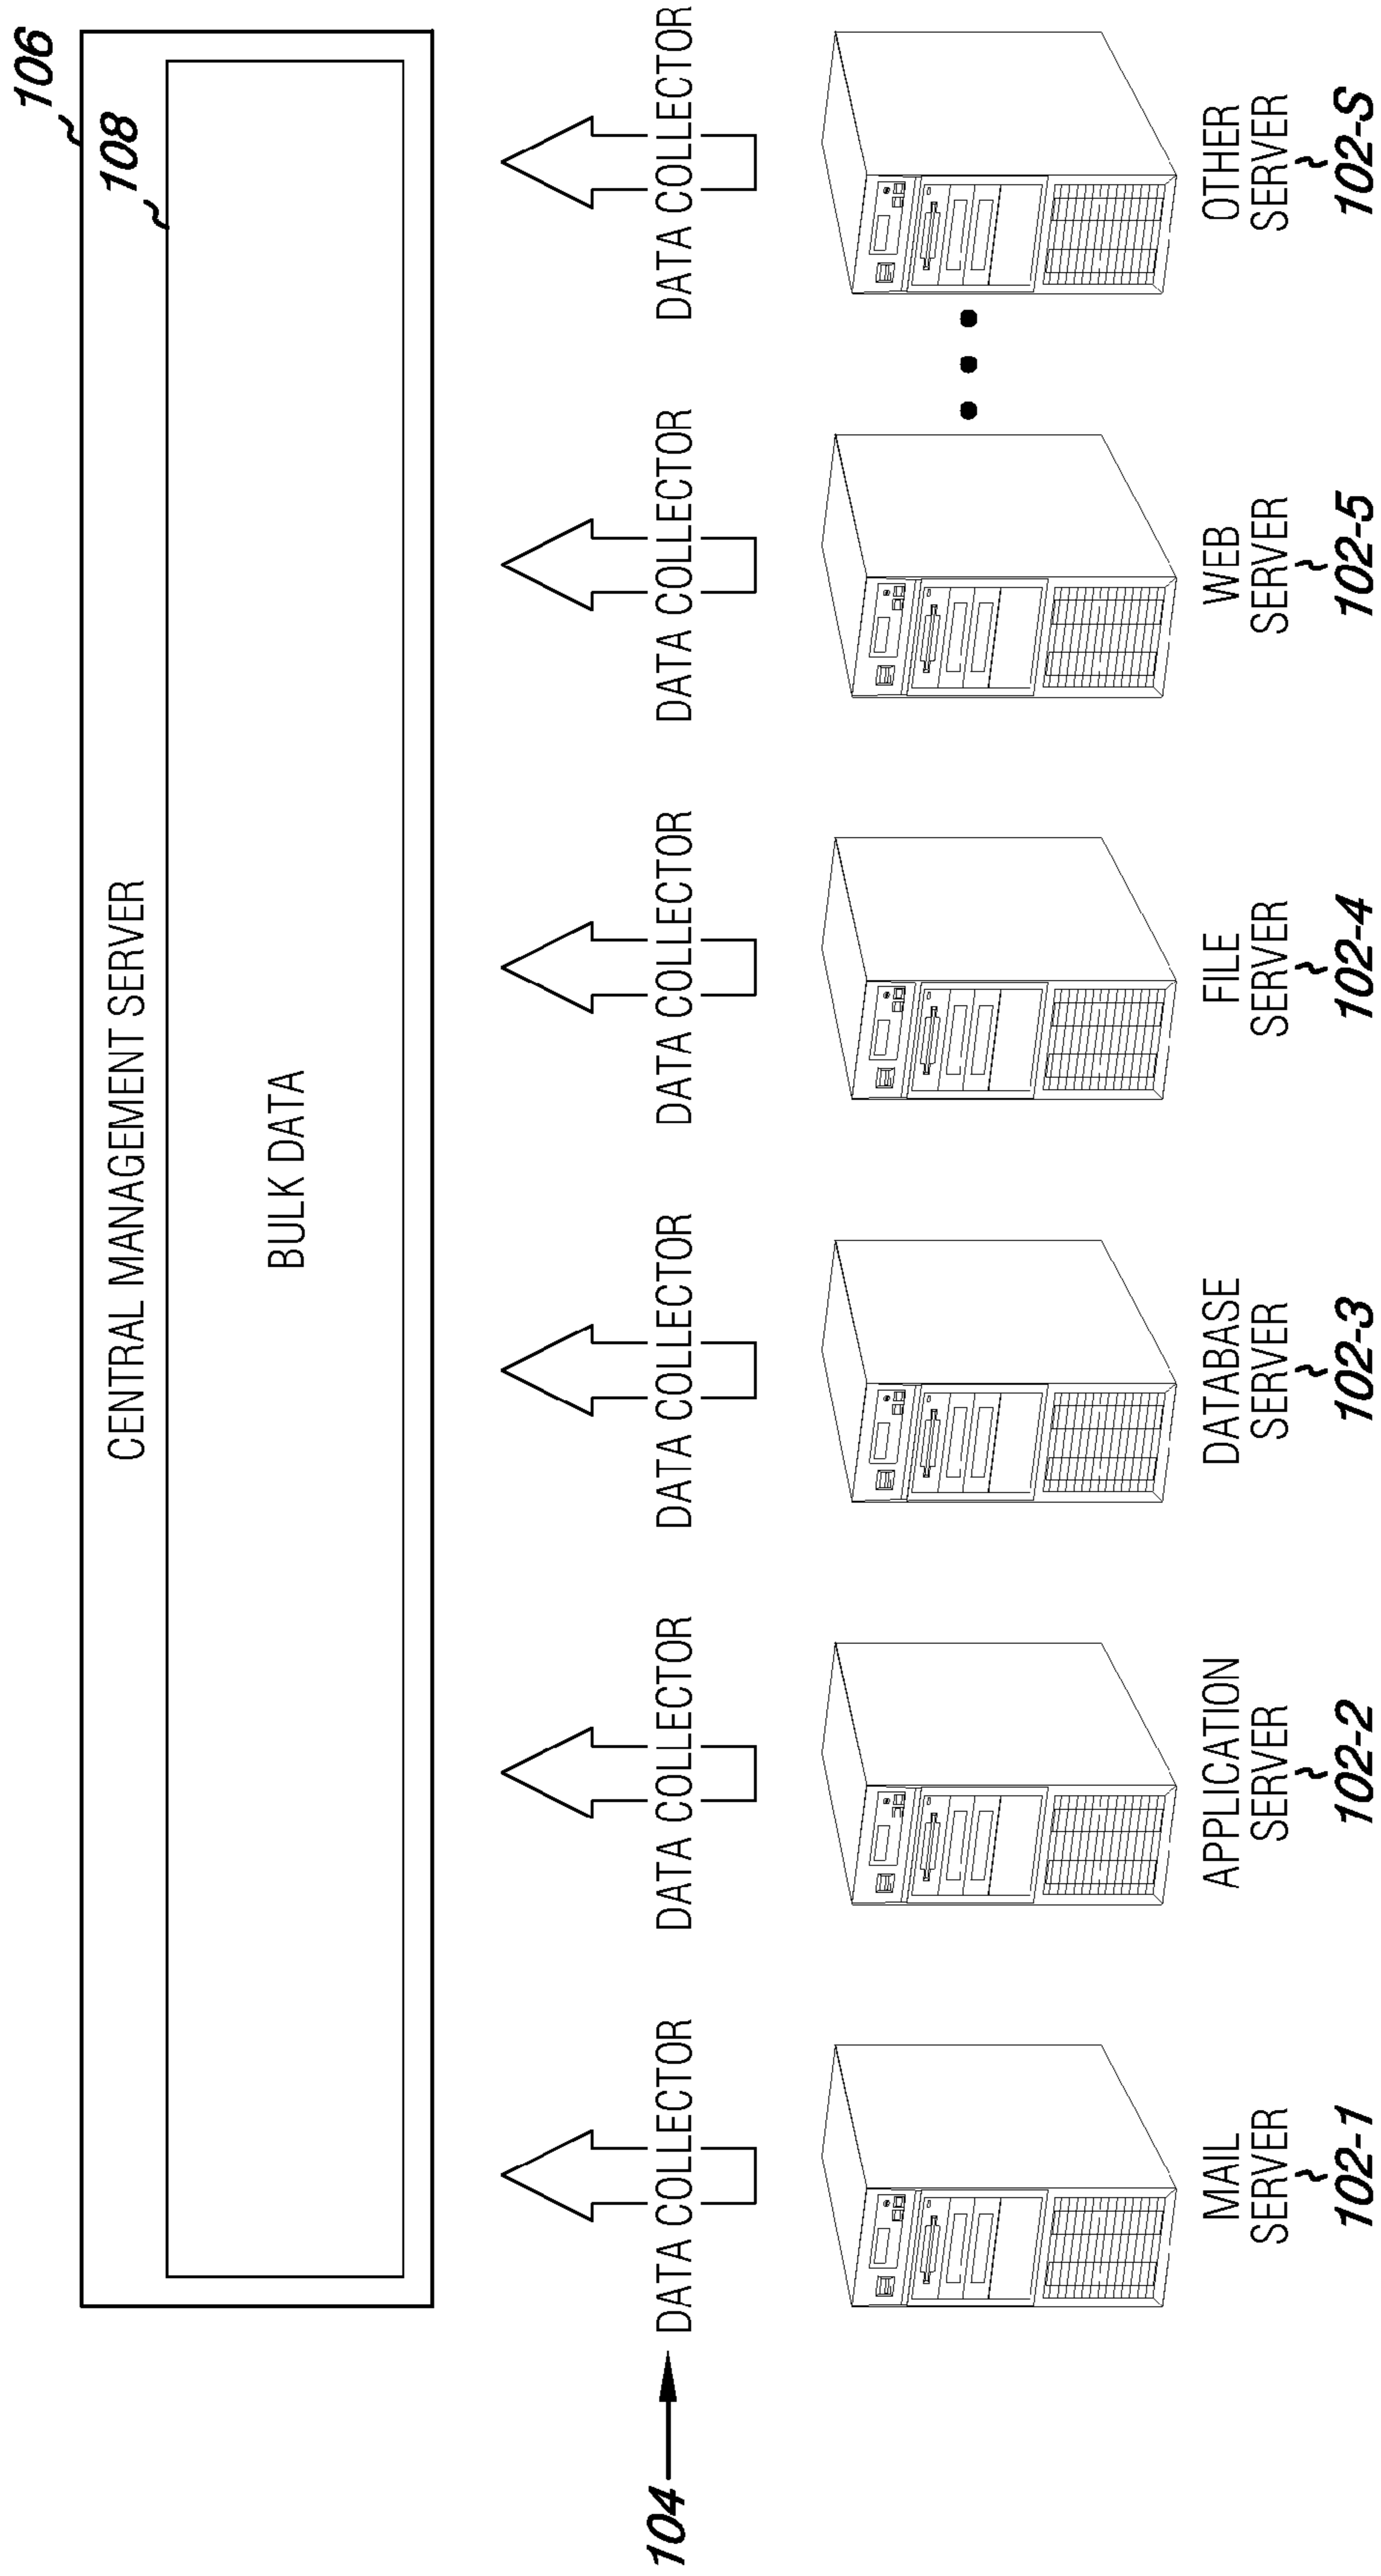 106
108
CENTRAL MANAGEMENT SERVER
BULK DATA
104
DATA COLLECTOR
DATA COLLECTOR
DATA COLLECTOR
DATA COLLECTOR
DATA COLLECTOR
DATA COLLECTOR
MAIL
SERVER
102-1
APPLICATION
SERVER
102-2
DATABASE
SERVER
102-3
FILE
SERVER
102-4
WEB
SERVER
102-5
OTHER
SERVER
102-S